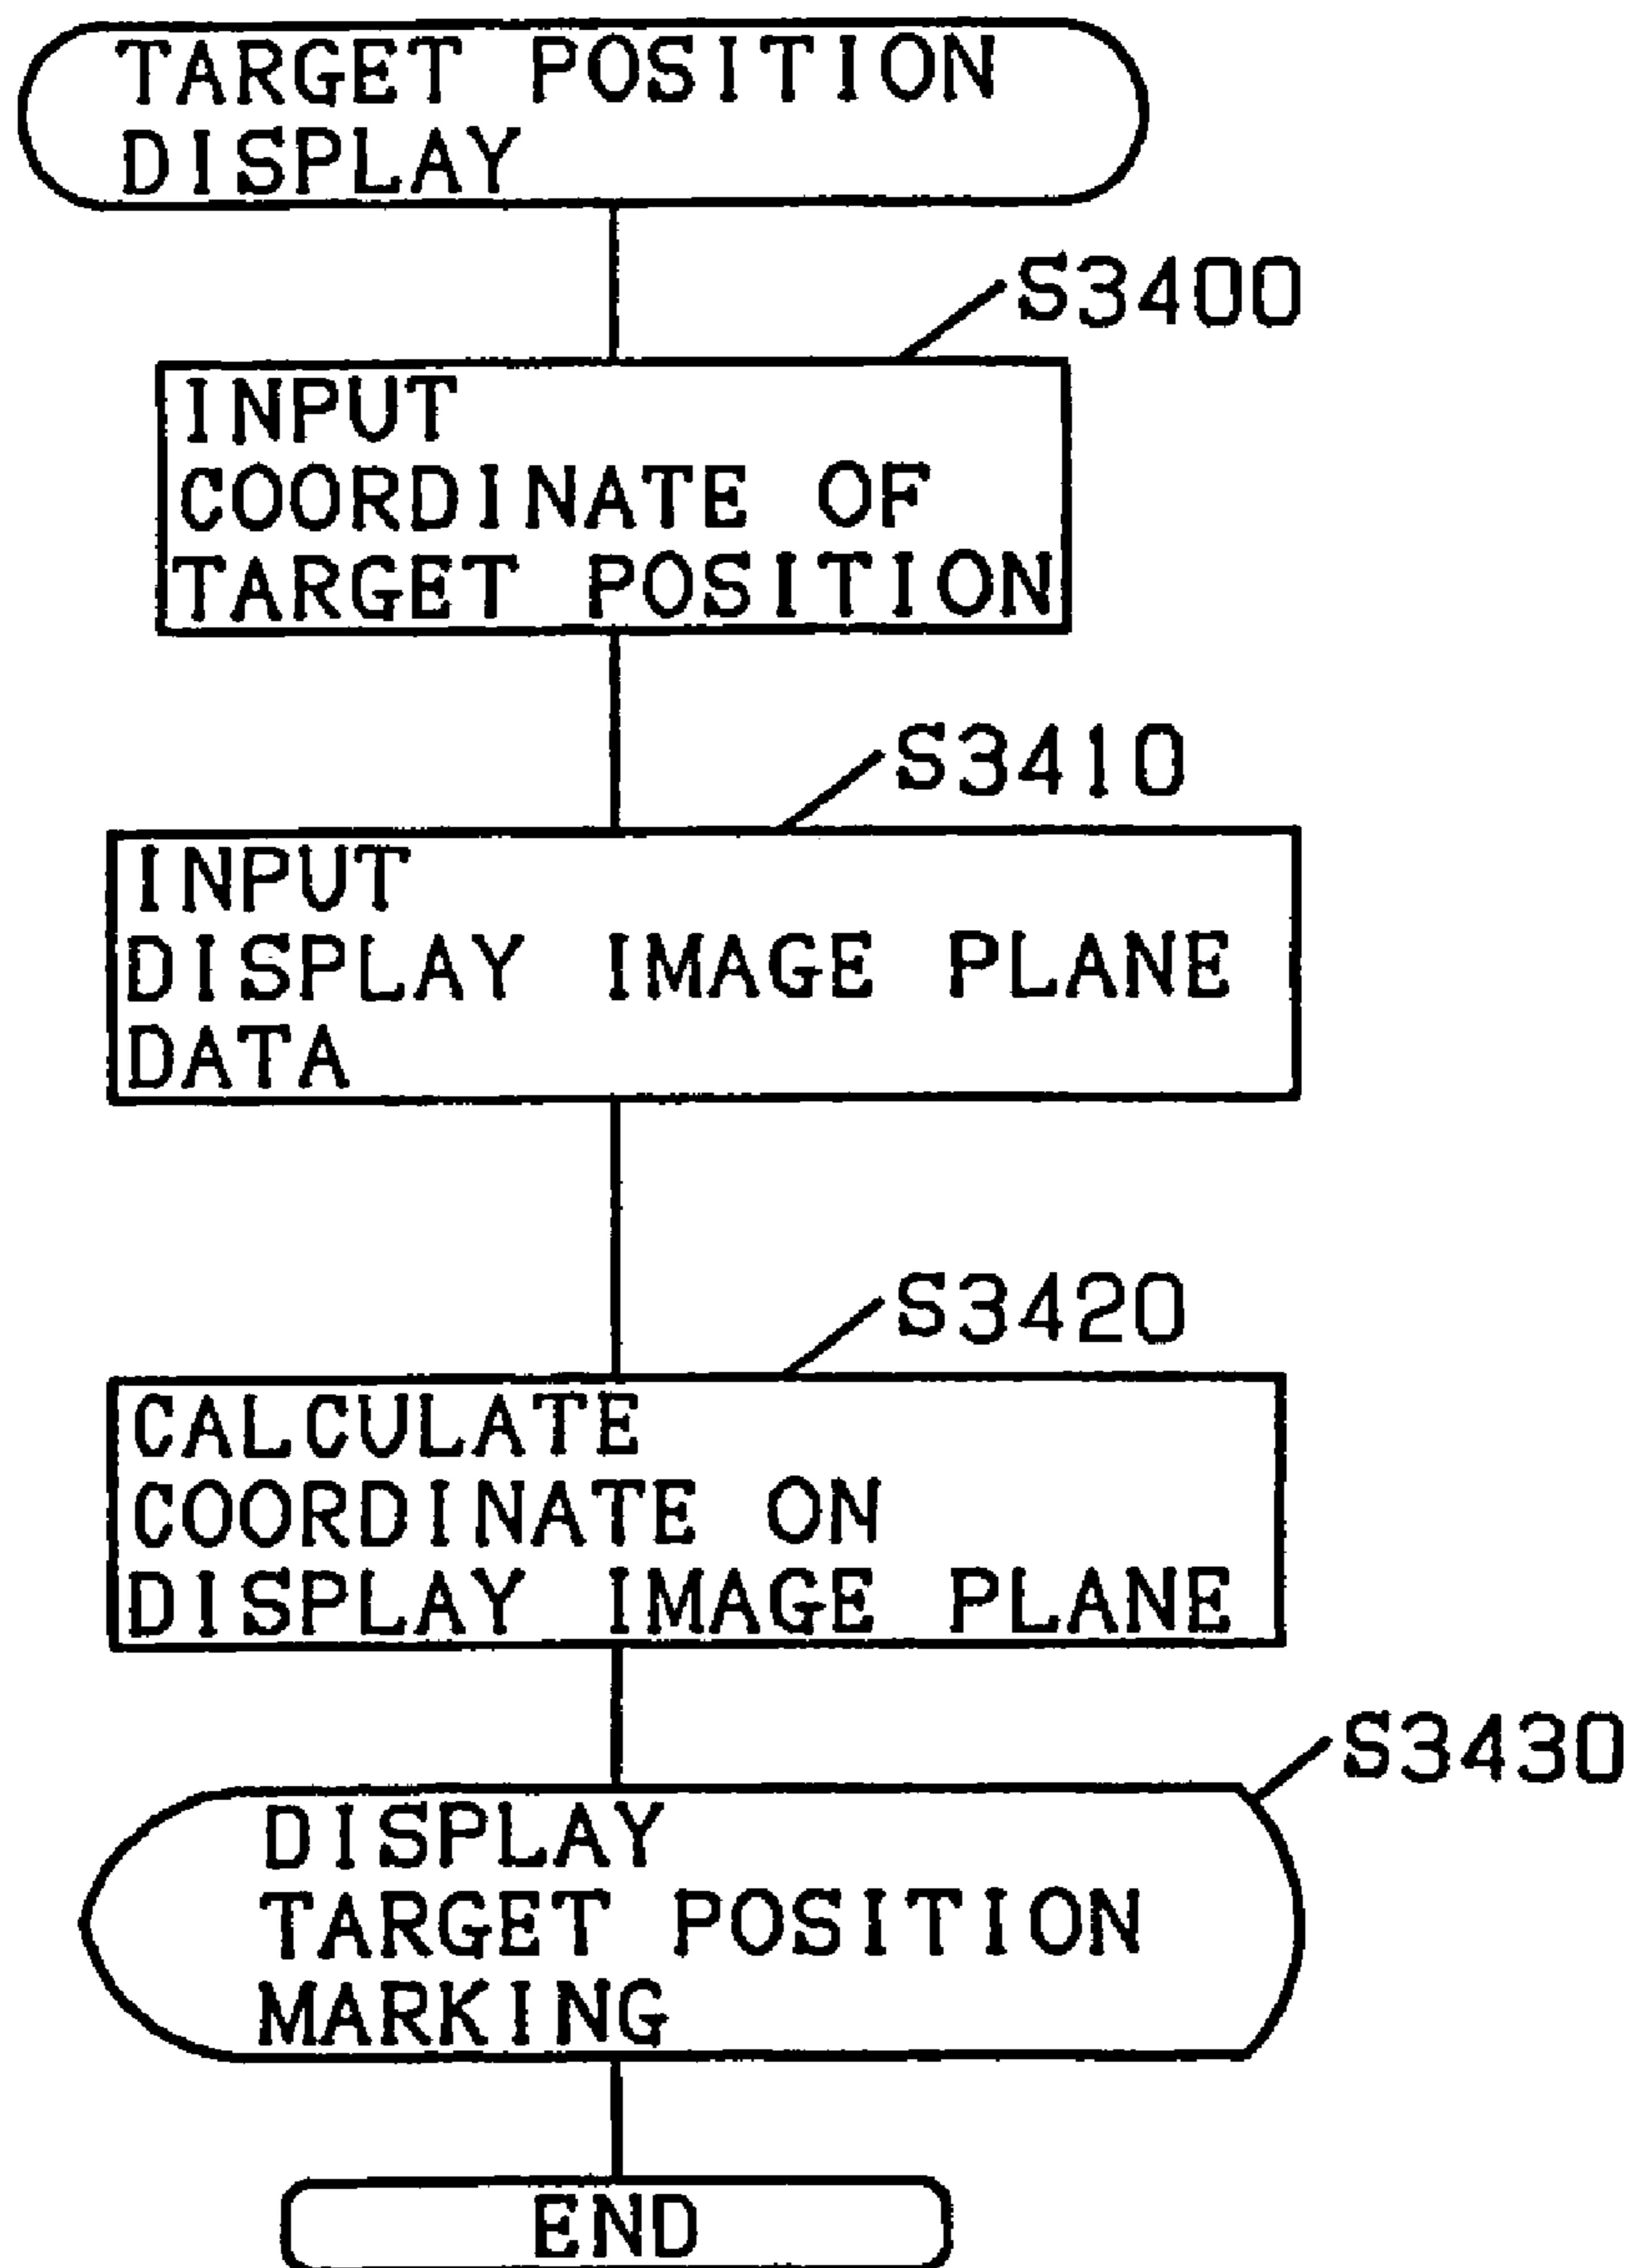 TARGET POSITION
DISPLAY
S3400
INPUT
COORDINATE OF
TARGET POSITION
S3410
INPUT
DISPLAY IMAGE PLANE
DATA
S3420
CALCULATE
COORDINATE ON
DISPLAY IMAGE PLANE
S3430
DISPLAY
TARGET POSITION
MARKING
END